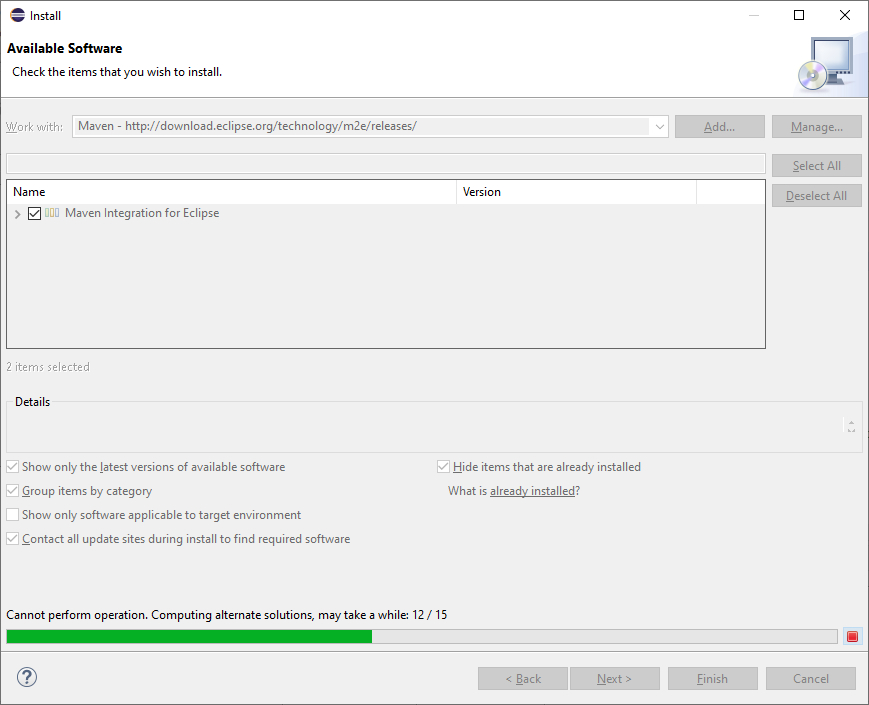 Install
Available Software
Check the items that you wish to install.
Work with: Maven - http://download.eclipse.org/technology/m2e/releases/ Add... Manage...
Select All
Name Version
Deselect All
Maven Integration for Eclipse
2 items selected
Details
Show only the latest versions of available software Hide items that are already installed
Group items by category What is already installed?
Show only software applicable to target environment
Contact all update sites during install to find required software
Cannot perform operation. Computing alternate solutions, may take a while: 12 / 15
? < Back Next > Finish Cancel